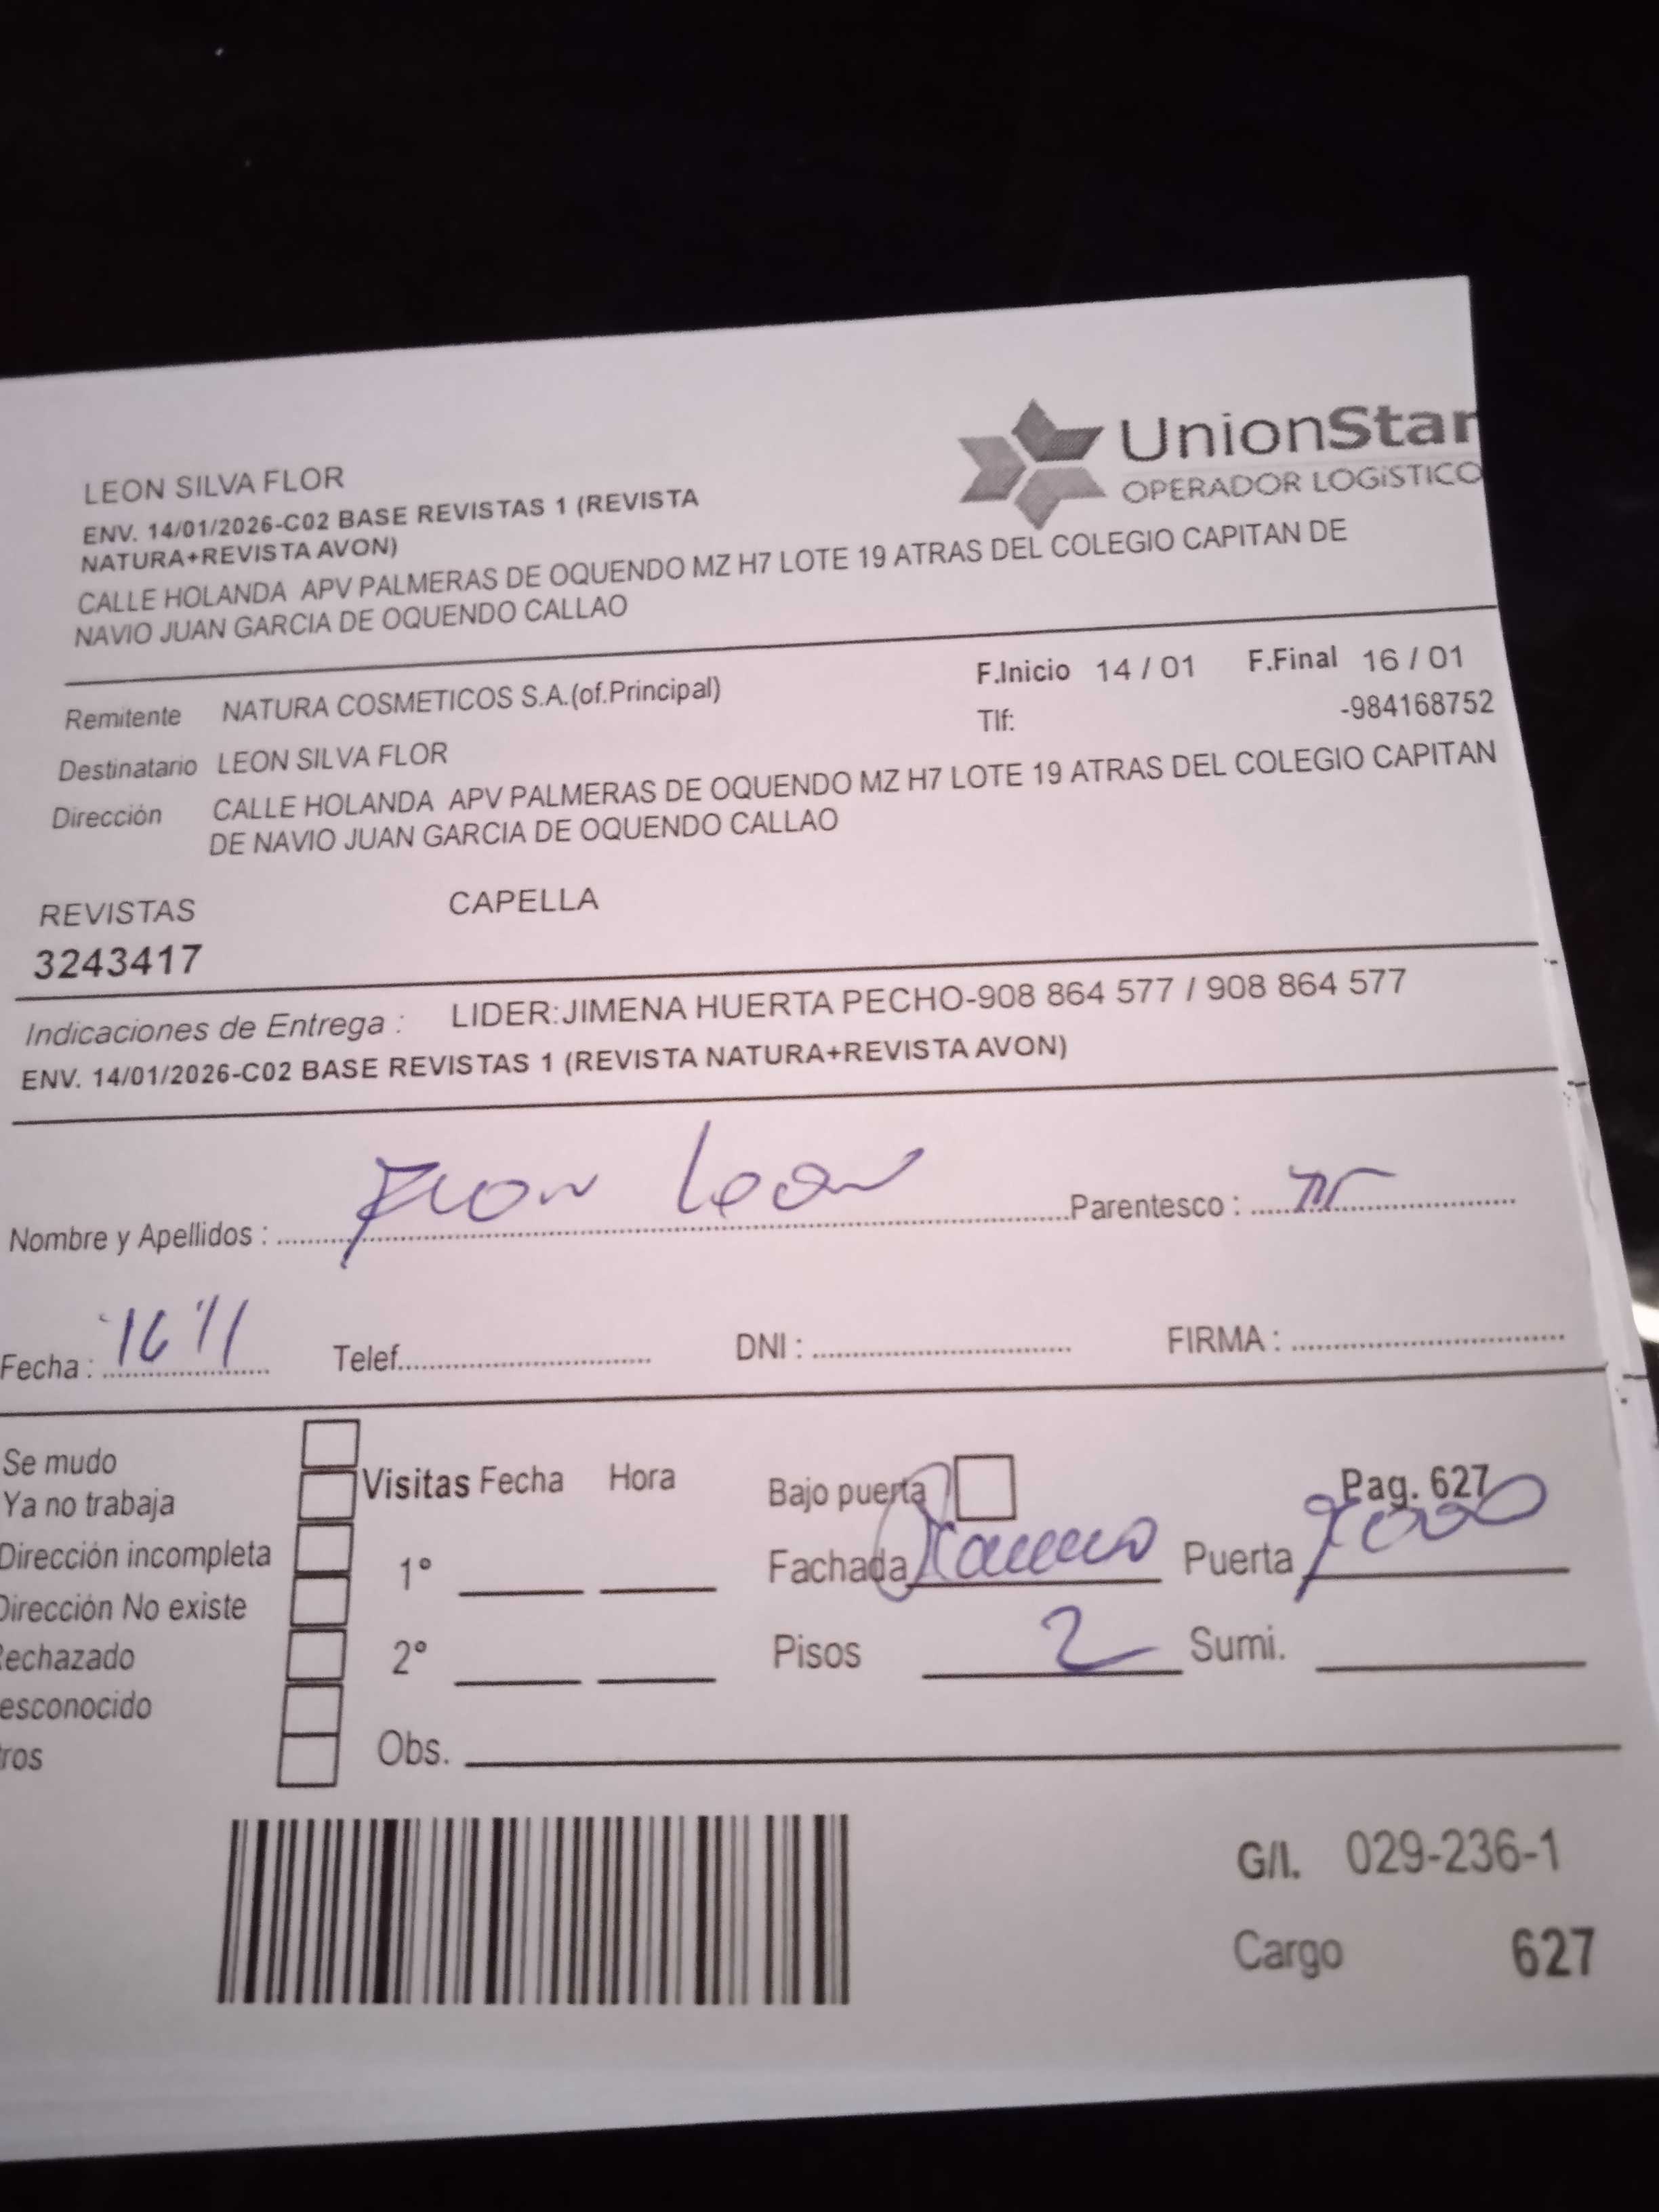 UnionStar
OPERADOR LOGÍSTICO
LEON SILVA FLOR
ENV. 14/01/2026-C02 BASE REVISTAS 1 (REVISTA
NATURA+REVISTA AVON)
CALLE HOLANDA APV PALMERAS DE OQUENDO MZ H7 LOTE 19 ATRAS DEL COLEGIO CAPITAN DE
NAVIO JUAN GARCIA DE OQUENDO CALLAO
Remitente NATURA COSMETICOS S.A.(of.Principal) F.Inicio 14 / 01 F.Final 16 / 01
Tlf: -984168752
Destinatario LEON SILVA FLOR
Dirección CALLE HOLANDA APV PALMERAS DE OQUENDO MZ H7 LOTE 19 ATRAS DEL COLEGIO CAPITAN
DE NAVIO JUAN GARCIA DE OQUENDO CALLAO
REVISTAS CAPELLA
3243417
Indicaciones de Entrega : LIDER:JIMENA HUERTA PECHO-908 864 577 / 908 864 577
ENV. 14/01/2026-C02 BASE REVISTAS 1 (REVISTA NATURA+REVISTA AVON)
Nombre y Apellidos : Leon Parentesco :
Fecha : 16/1 Telef. DNI : FIRMA :
Se mudo
Ya no trabaja
Dirección incompleta
Dirección No existe
Rechazado
esconocido
ros
Visitas Fecha Hora
1°
2°
Obs.
Bajo puerta Pag. 627
Fachada Puerta
Pisos 2 Sumi.
G/I. 029-236-1
Cargo 627